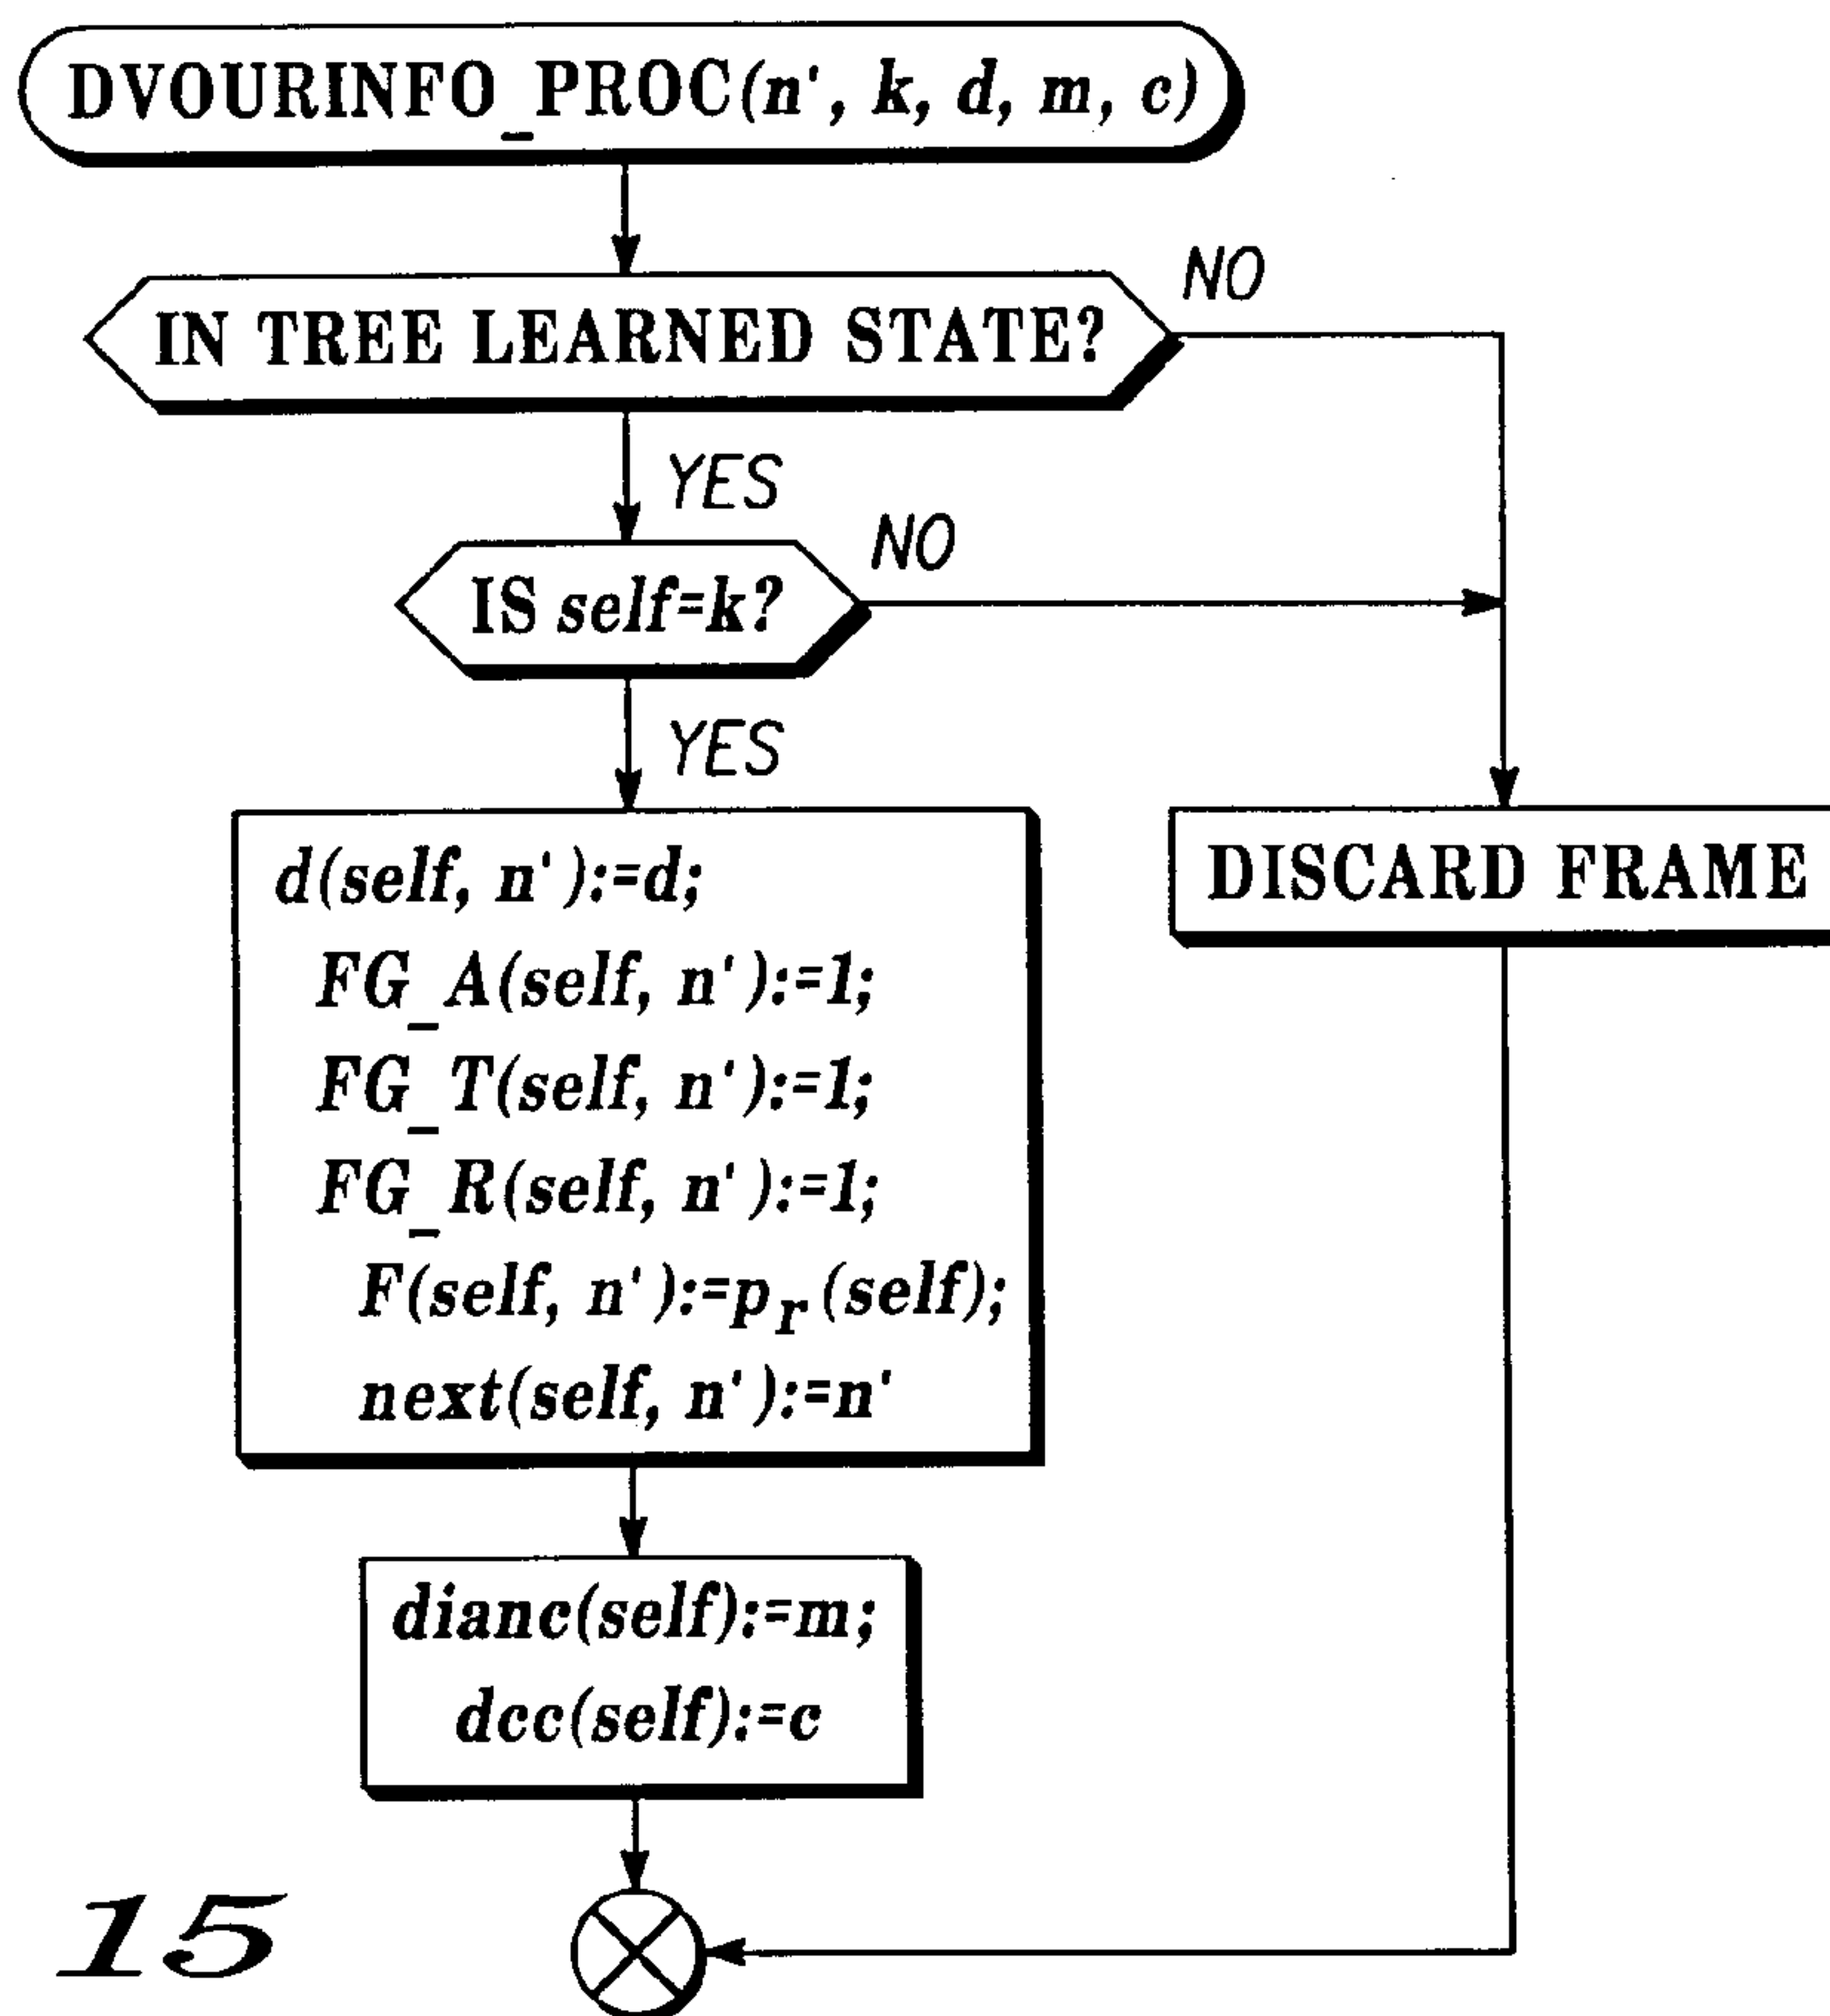 DVOURINFO_PROC(n', k, d, m, c)
IN TREE LEARNED STATE?
NO
YES
IS self=k?
NO
YES
d(self, n'):=d;
FG_A(self, n'):=1;
FG_T(self, n'):=1;
FG_R(self, n'):=1;
F(self, n'):=pr(self);
next(self, n'):=n'
DISCARD FRAME
dianc(self):=m;
dcc(self):=c
15